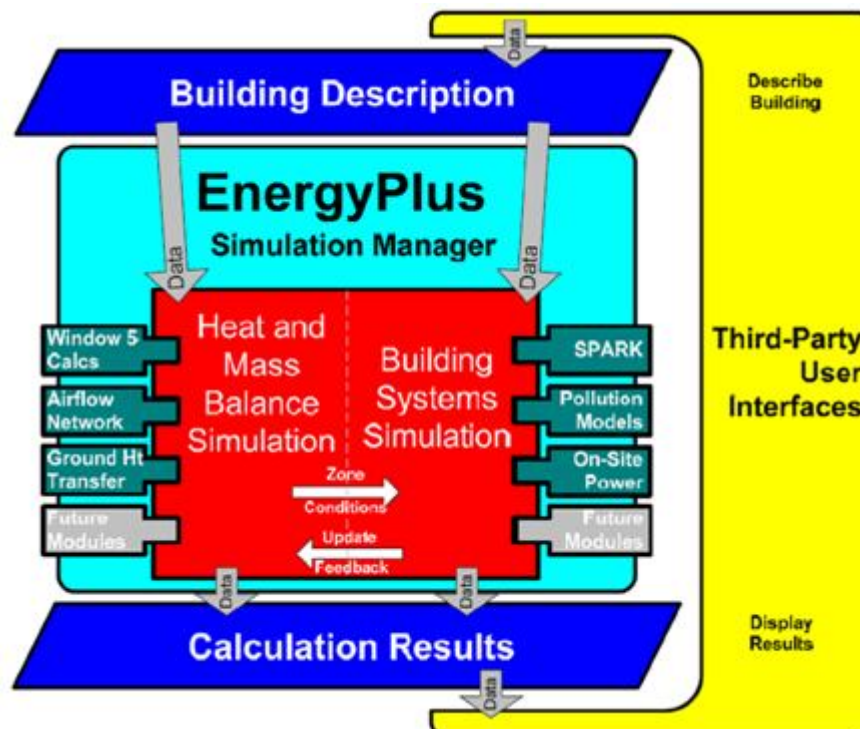 Data
Building Description
Describe
Building
EnergyPlus
Simulation Manager
Data
Data
Heat and
Mass
Balance
Simulation
Building
Systems
Simulation
Window 5
Calcs
Airflow
Network
Ground Ht
Transfer
Future
Modules
SPARK
Pollution
Models
On-Site
Power
Future
Modules
Zone
Conditions
Update
Feedback
Third-Party
User
Interfaces
Data
Data
Calculation Results
Display
Results
Data